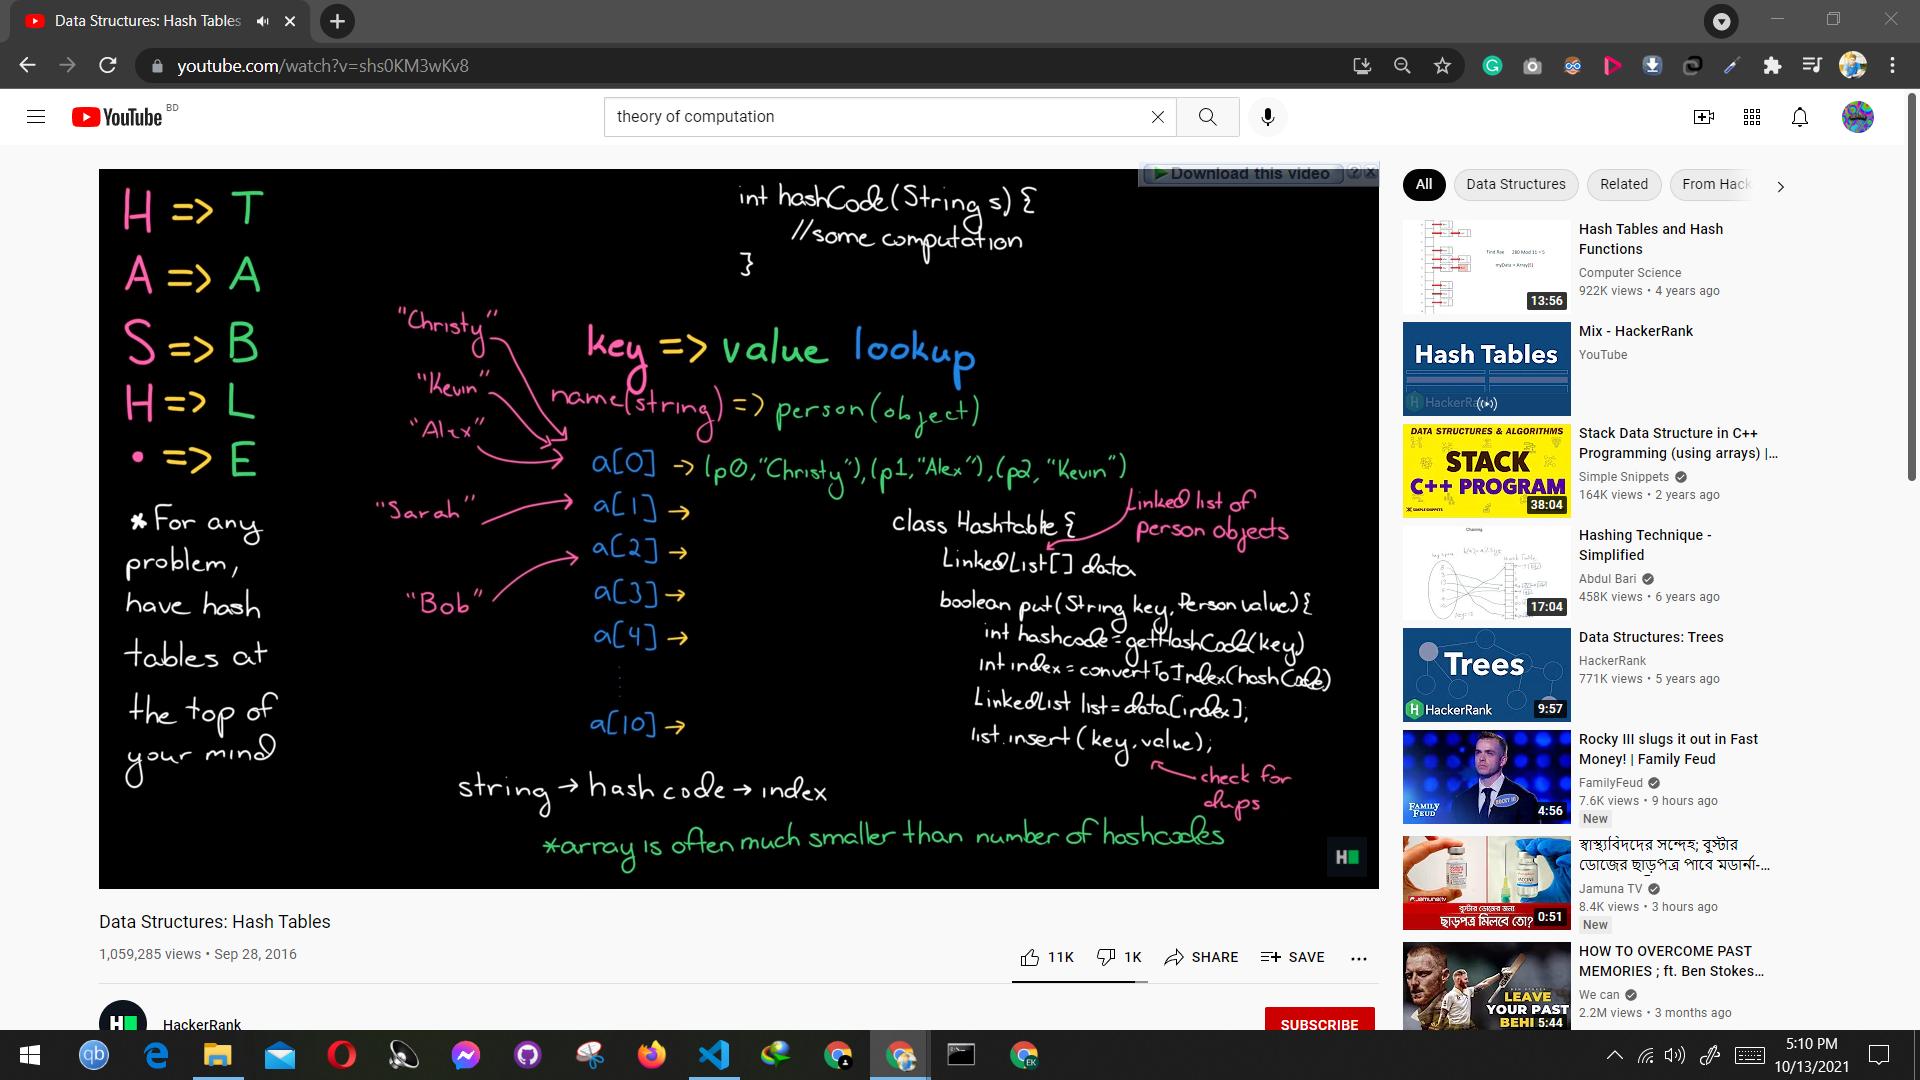 Data Structures: Hash Tables
youtube.com/watch?v=shs0KM3wKv8
YouTube BD
theory of computation
Download this video
H => T
A => A
S => B
H => L
• => E
*For any
problem,
have hash
tables at
the top of
your mind
int hashCode(String s) {
//some computation
}
key => value lookup
name(string) => person(object)
"Christy"
"Kevin"
"Alex"
"Sarah"
"Bob"
a[0] -> (p0,"Christy"),(p1,"Alex"),(p2,"Kevin")
a[1] →
a[2] →
a[3] →
a[4] →
a[10] →
Linked list of
person objects
class Hashtable {
LinkedList[] data
boolean put(String key, Person value) {
int hashcode = getHashCode(key)
int index = convertToIndex(hashCode)
LinkedList list = data[index];
list.insert(key, value);
check for
dups
string → hash code → index
*array is often much smaller than number of hashcodes
H
Data Structures: Hash Tables
1,059,285 views • Sep 28, 2016
11K
1K
SHARE
SAVE
HackerRank
SUBSCRIBE
All
Data Structures
Related
From Hack
Hash Tables and Hash
Functions
Computer Science
922K views • 4 years ago
13:56
Hash Tables
HackerRank
Mix - HackerRank
YouTube
DATA STRUCTURES & ALGORITHMS
STACK
C++ PROGRAM
SIMPLE SNIPPETS
38:04
Stack Data Structure in C++
Programming (using arrays) |...
Simple Snippets
164K views • 2 years ago
Chaining
17:04
Hashing Technique -
Simplified
Abdul Bari
458K views • 6 years ago
Trees
HackerRank
9:57
Data Structures: Trees
HackerRank
771K views • 5 years ago
FAMILY
FEUD
4:56
Rocky III slugs it out in Fast
Money! | Family Feud
FamilyFeud
7.6K views • 9 hours ago
New
ছাড়পত্র মিলবে তো?
0:51
স্বাস্থ্যবিদদের সন্দেহ; বুস্টার
ডোজের ছাড়পত্র পাবে মডার্না-...
Jamuna TV
8.4K views • 3 hours ago
New
LEAVE
YOUR PAST
BEHI
5:44
HOW TO OVERCOME PAST
MEMORIES ; ft. Ben Stokes...
We can
2.2M views • 3 months ago
qb
EK
5:10 PM
10/13/2021